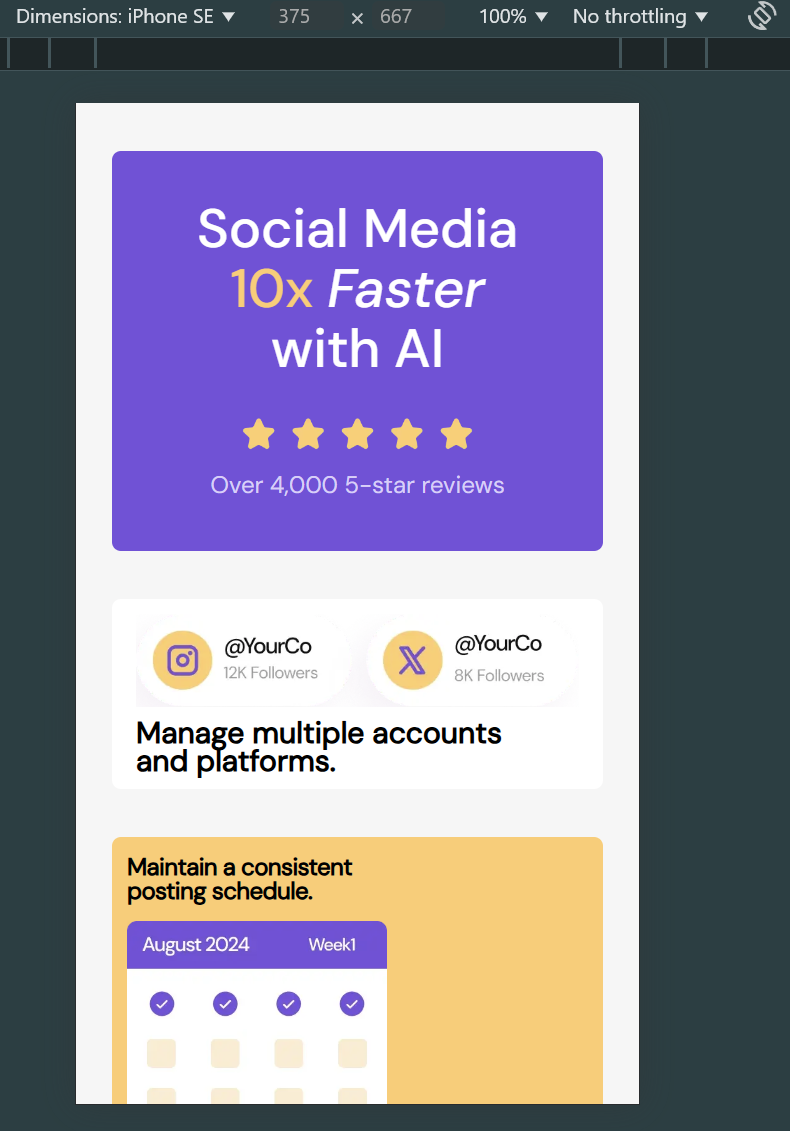 Dimensions: iPhone SE 375 × 667 100% No throttling
Social Media
10x Faster
with AI
Over 4,000 5-star reviews
@YourCo
12K Followers
@YourCo
8K Followers
Manage multiple accounts
and platforms.
Maintain a consistent
posting schedule.
August 2024 Week1